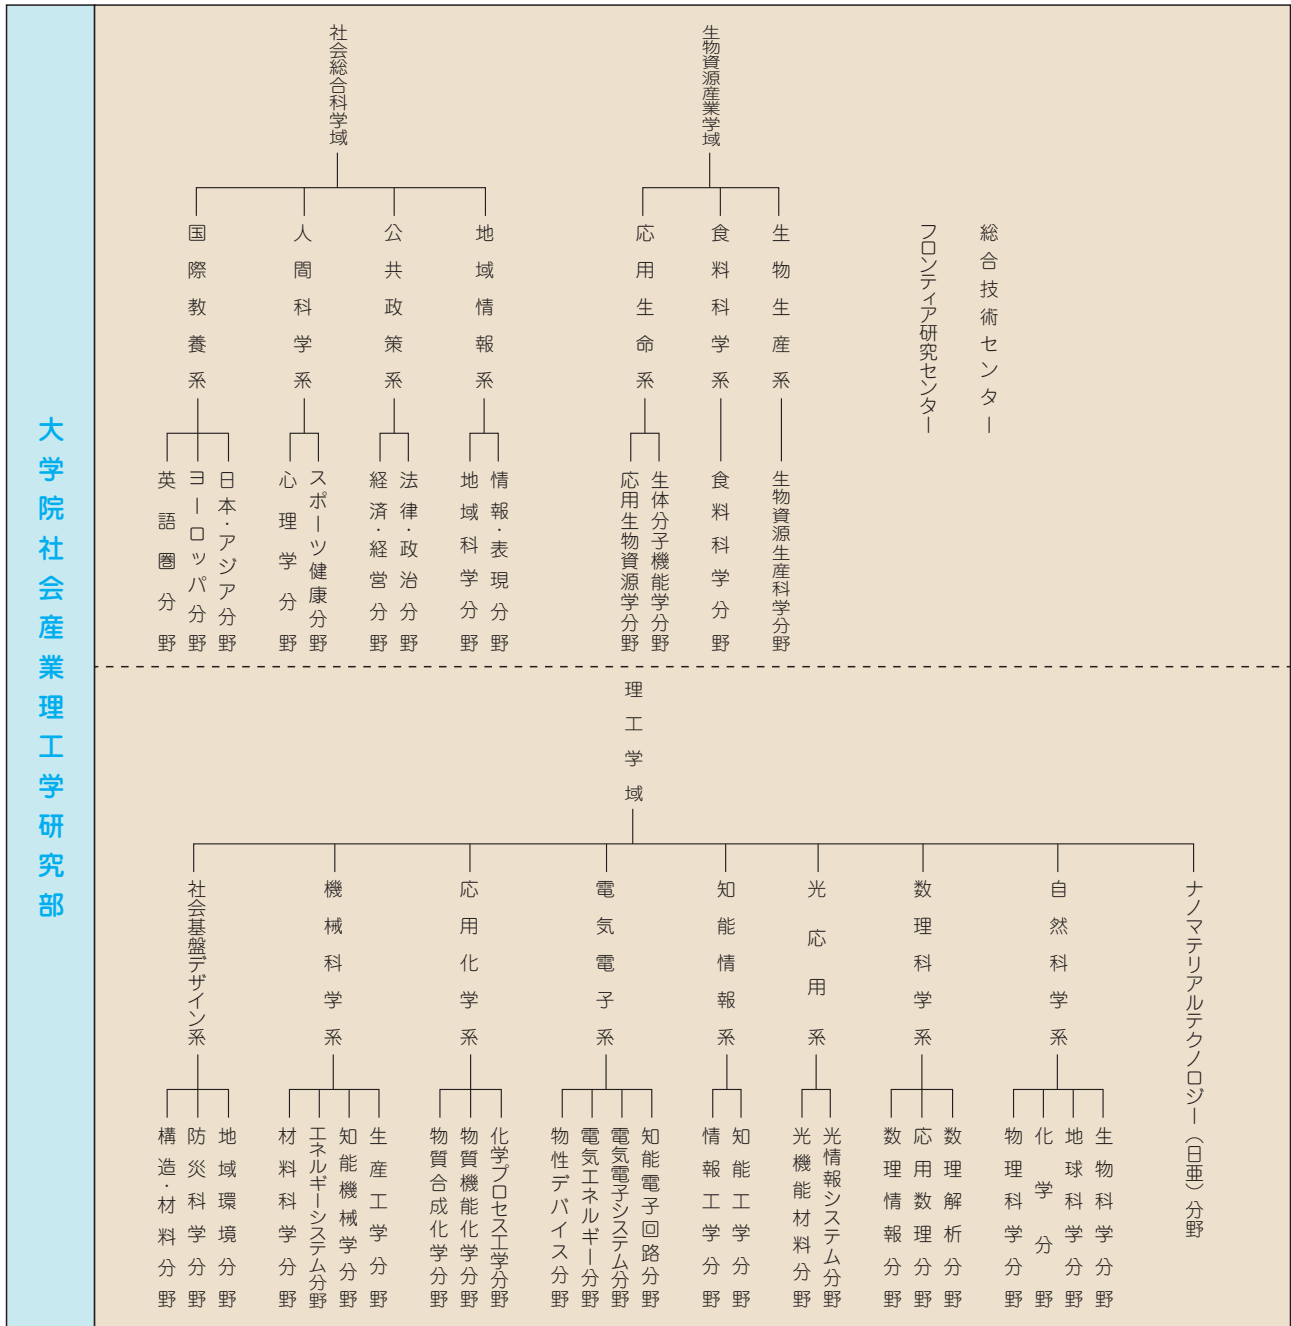 大学院社会産業理工学研究部
社会総合科学域
国際教養系
英語圏分野
ヨーロッパ分野
日本・アジア分野
人間科学系
心理学分野
スポーツ健康分野
公共政策系
経済・経営分野
法律・政治分野
地域情報系
地域科学分野
情報・表現分野
生物資源産業学域
応用生命系
応用生物資源学分野
生体分子機能学分野
食料科学系
食料科学分野
生物生産系
生物資源生産科学分野
フロンティア研究センター
総合技術センター
理工学域
社会基盤デザイン系
構造・材料分野
防災科学分野
地域環境分野
機械科学系
材料科学分野
エネルギーシステム分野
知能機械学分野
生産工学分野
応用化学系
物質合成化学分野
物質機能化学分野
化学プロセス工学分野
電気電子系
物性デバイス分野
電気エネルギー分野
電気電子システム分野
知能電子回路分野
知能情報系
情報工学分野
知能工学分野
光応用系
光機能材料分野
光情報システム分野
数理科学系
数理情報分野
応用数理分野
数理解析分野
自然科学系
物理科学分野
化学分野
地球科学分野
生物科学分野
ナノマテリアルテクノロジー（日亜）分野